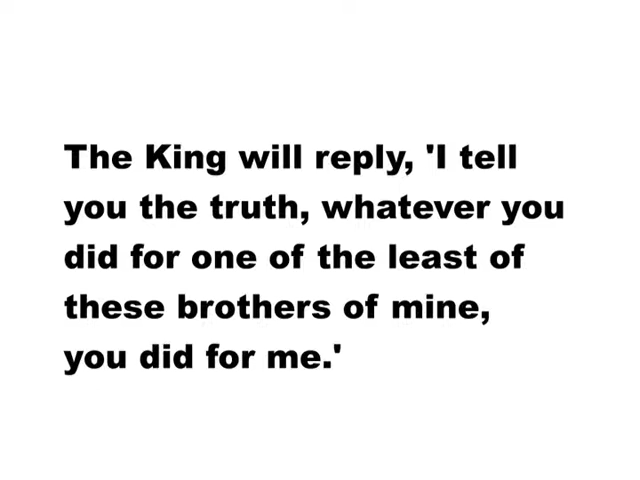 The King will reply, 'I tell
you the truth, whatever you
did for one of the least of
these brothers of mine,
you did for me.'